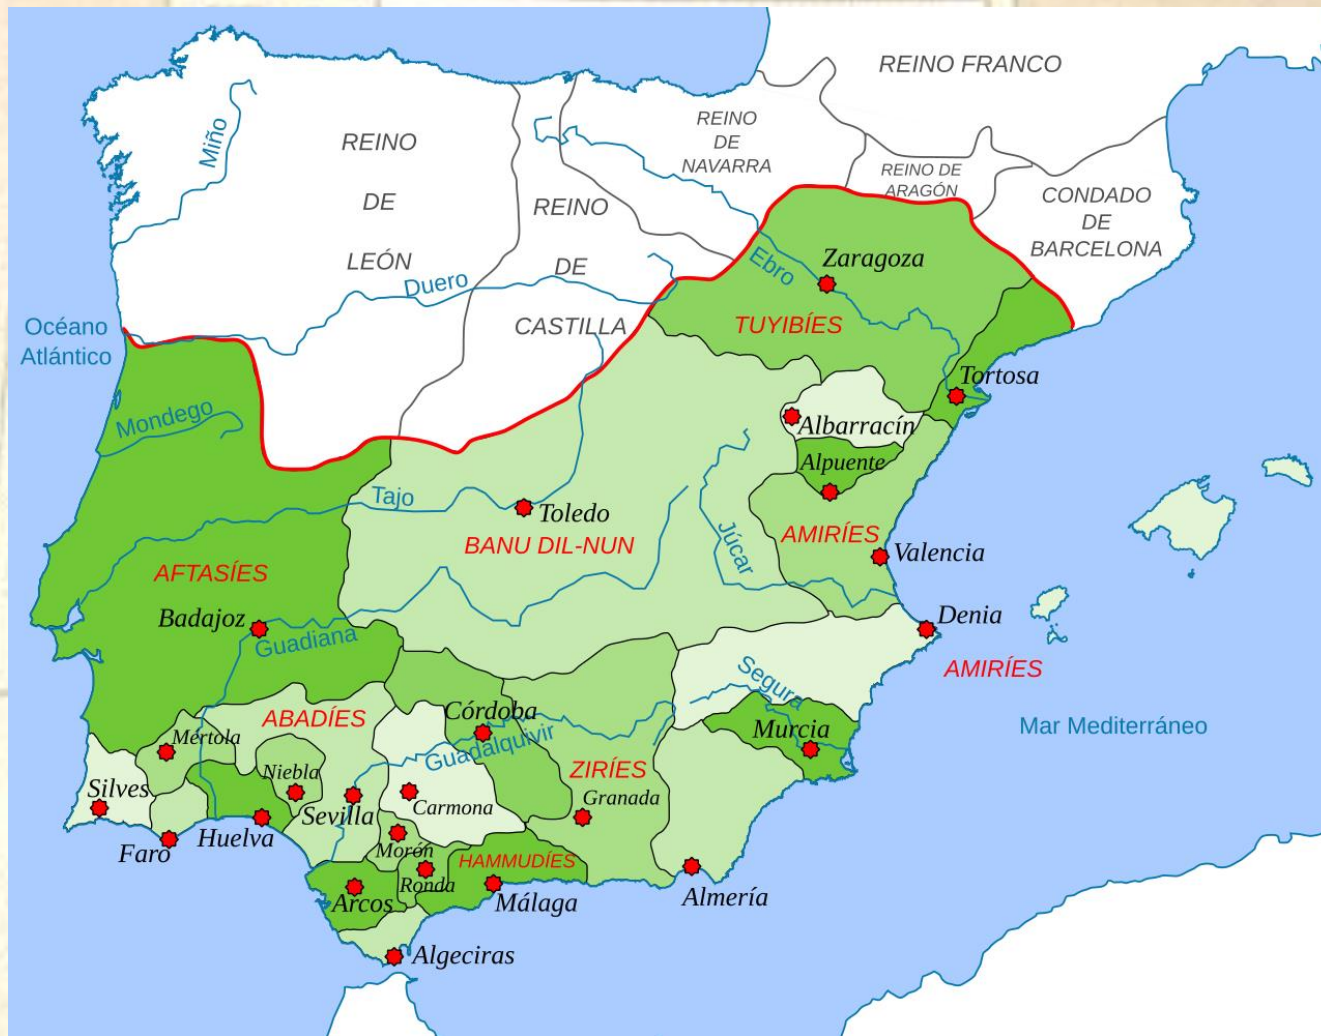 REINO FRANCO
REINO
DE
NAVARRA
REINO DE
ARAGÓN
CONDADO
DE
BARCELONA
REINO
DE
LEÓN
REINO
DE
CASTILLA
Miño
Duero
Ebro
Océano
Atlántico
Zaragoza
TUYIBÍES
Tortosa
Mondego
Albarracín
Alpuente
Tajo
Toledo
BANU DIL-NUN
Júcar
AMIRÍES
Valencia
AFTASÍES
Badajoz
Guadiana
Denia
AMIRÍES
Segura
Mar Mediterráneo
ABADÍES
Córdoba
Guadalquivir
Murcia
Mértola
Niebla
ZIRÍES
Silves
Sevilla
Carmona
Granada
Faro
Huelva
Morón
HAMMUDÍES
Ronda
Arcos
Málaga
Almería
Algeciras